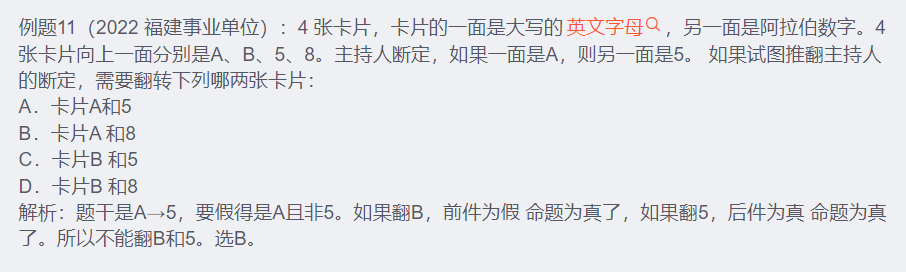 例题11（2022 福建事业单位）：4 张卡片，卡片的一面是大写的 英文字母，另一面是阿拉伯数字。4
张卡片向上一面分别是A、B、5、8。主持人断定，如果一面是A，则另一面是5。 如果试图推翻主持人
的断定，需要翻转下列哪两张卡片：
A．卡片A和5
B．卡片A 和8
C．卡片B 和5
D．卡片B 和8
解析：题干是A→5，要假得是A且非5。如果翻B，前件为假 命题为真了，如果翻5，后件为真 命题为真
了。所以不能翻B和5。选B。